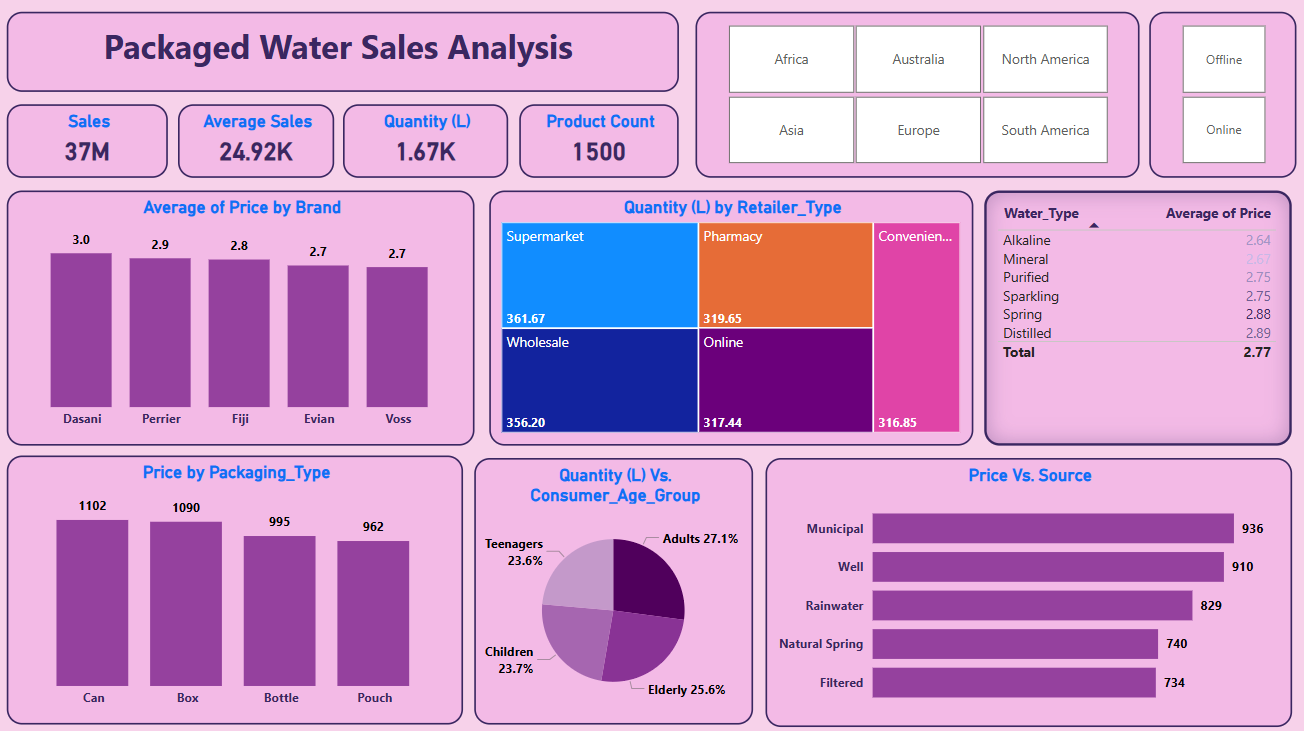 Packaged Water Sales Analysis
Africa
Australia
North America
Asia
Europe
South America
Offline
Online
Sales
37M
Average Sales
24.92K
Quantity (L)
1.67K
Product Count
1500
Average of Price by Brand
3.0
2.9
2.8
2.7
2.7
Dasani
Perrier
Fiji
Evian
Voss
Quantity (L) by Retailer_Type
Supermarket
361.67
Pharmacy
319.65
Convenien...
316.85
Wholesale
356.20
Online
317.44
Water_Type Average of Price
Alkaline 2.64
Mineral 2.67
Purified 2.75
Sparkling 2.75
Spring 2.88
Distilled 2.89
Total 2.77
Price by Packaging_Type
1102
1090
995
962
Can
Box
Bottle
Pouch
Quantity (L) Vs.
Consumer_Age_Group
Adults 27.1%
Elderly 25.6%
Children
23.7%
Teenagers
23.6%
Price Vs. Source
Municipal 936
Well 910
Rainwater 829
Natural Spring 740
Filtered 734